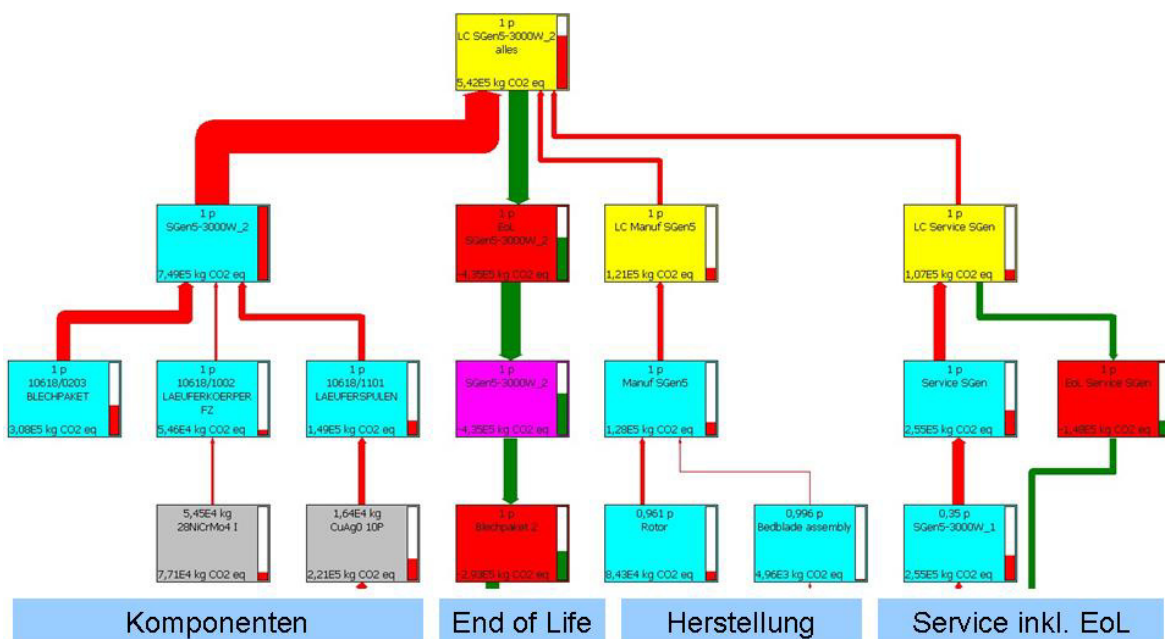 1 p
LC SGen5-3000W_2
alles
5,42E5 kg CO2 eq
1 p
SGen5-3000W_2
7,49E5 kg CO2 eq
1 p
EoL
SGen5-3000W_2
-4,35E5 kg CO2 eq
1 p
LC Manuf SGen5
1,21E5 kg CO2 eq
1 p
LC Service SGen
1,07E5 kg CO2 eq
1 p
10618/0203
BLECHPAKET
3,08E5 kg CO2 eq
1 p
10618/1002
LAEUFERKOERPER
FZ
5,46E4 kg CO2 eq
1 p
10618/1101
LAEUFERSPULEN
1,49E5 kg CO2 eq
1 p
SGen5-3000W_2
-4,35E5 kg CO2 eq
1 p
Manuf SGen5
1,28E5 kg CO2 eq
1 p
Service SGen
2,55E5 kg CO2 eq
1 p
EoL Service SGen
-1,48E5 kg CO2 eq
5,45E4 kg
28NiCrMo4 I
7,71E4 kg CO2 eq
1,64E4 kg
CuAg0 10P
2,21E5 kg CO2 eq
1 p
Blechpaket 2
-2,93E5 kg CO2 eq
0,961 p
Rotor
8,43E4 kg CO2 eq
0,996 p
Bedblade assembly
4,96E3 kg CO2 eq
0,35 p
SGen5-3000W_1
2,55E5 kg CO2 eq
Komponenten
End of Life
Herstellung
Service inkl. EoL